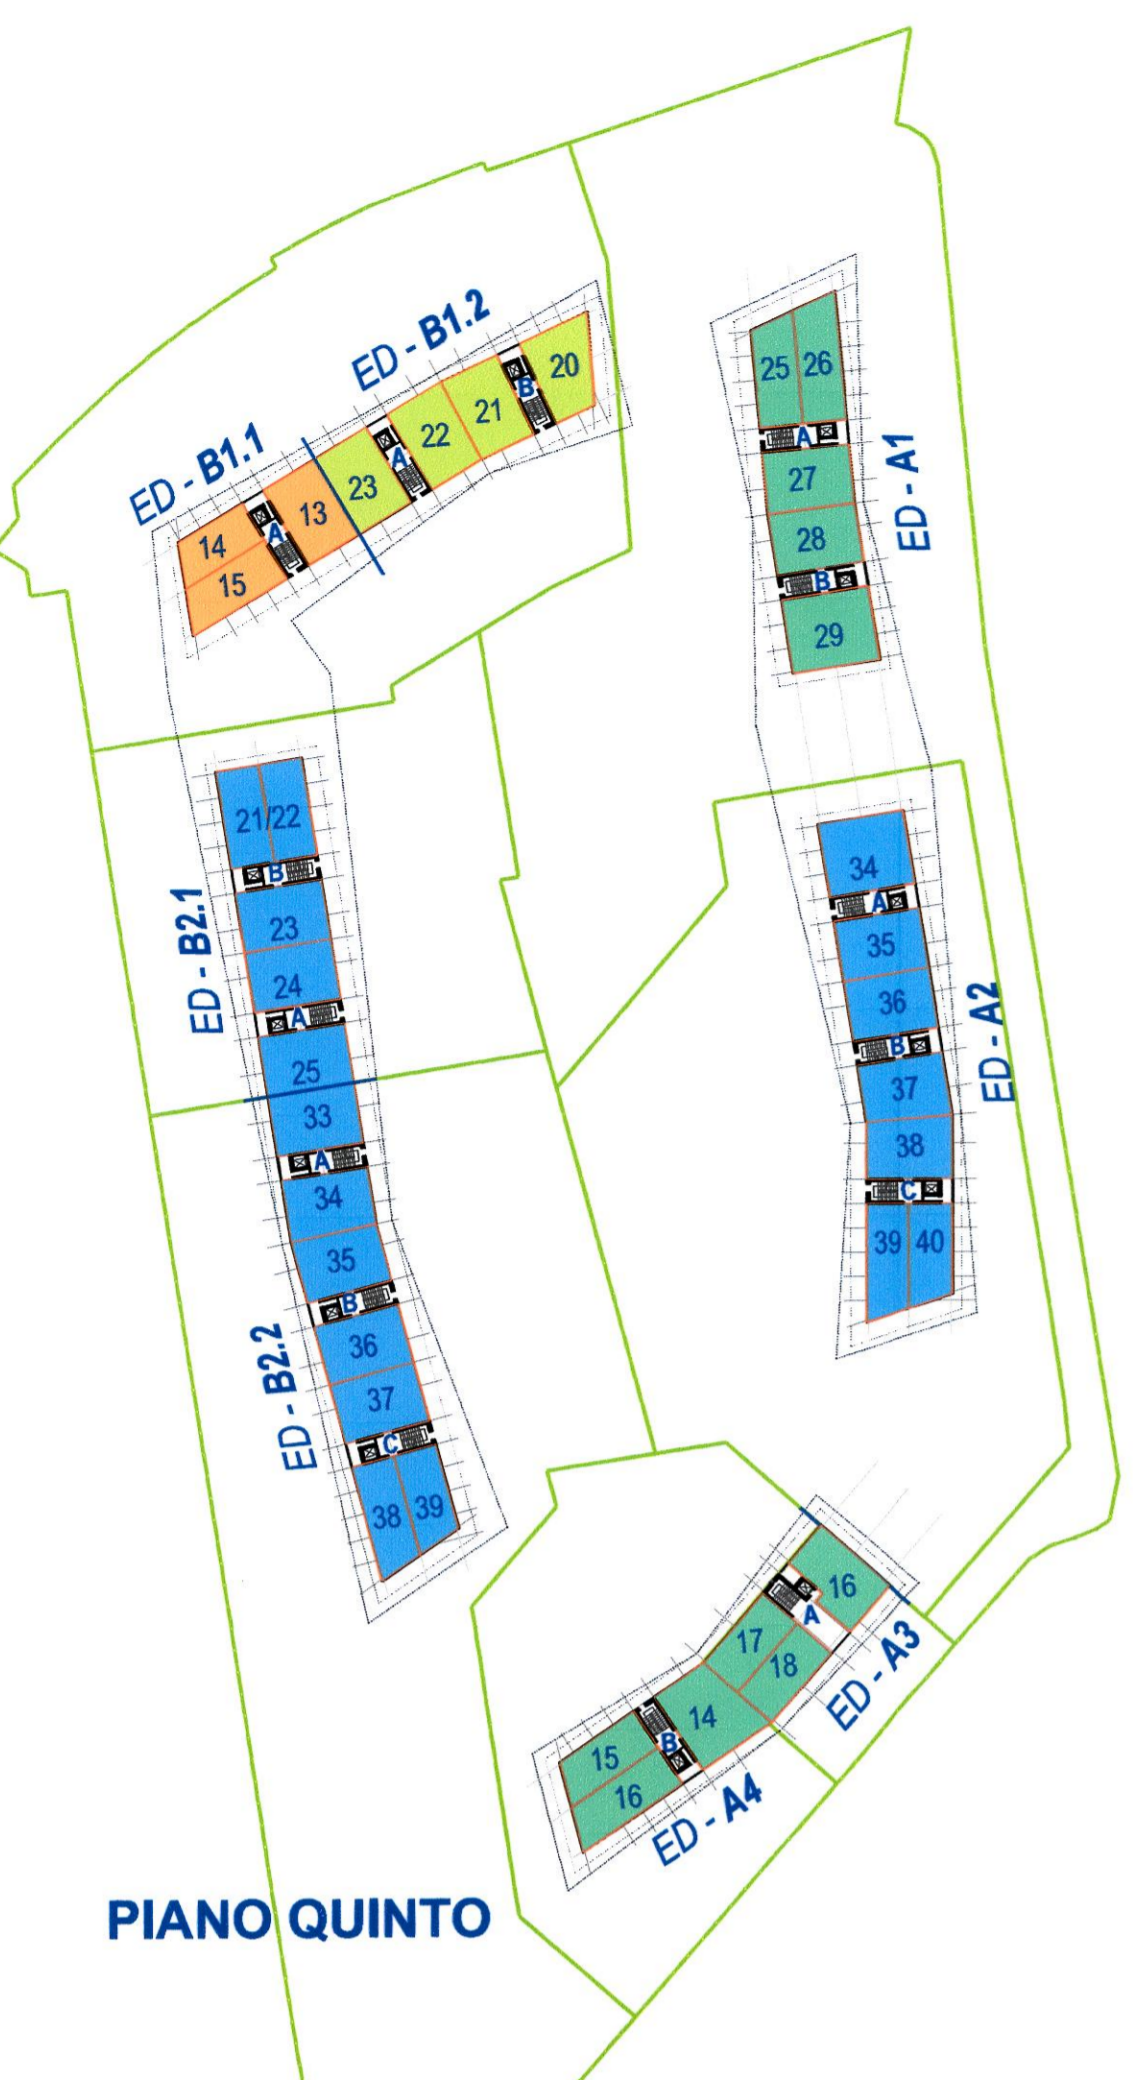 ED - B1.2
20
B
21
22
A
23
ED - B1.1
13
A
14
15
25
26
A
27
28
B
29
ED - A1
21/22
B
23
24
A
25
ED - B2.1
33
A
34
35
B
36
37
C
38
39
ED - B2.2
34
A
35
36
B
37
38
C
39
40
ED - A2
16
A
17
18
ED - A3
14
B
15
16
ED - A4
PIANO QUINTO